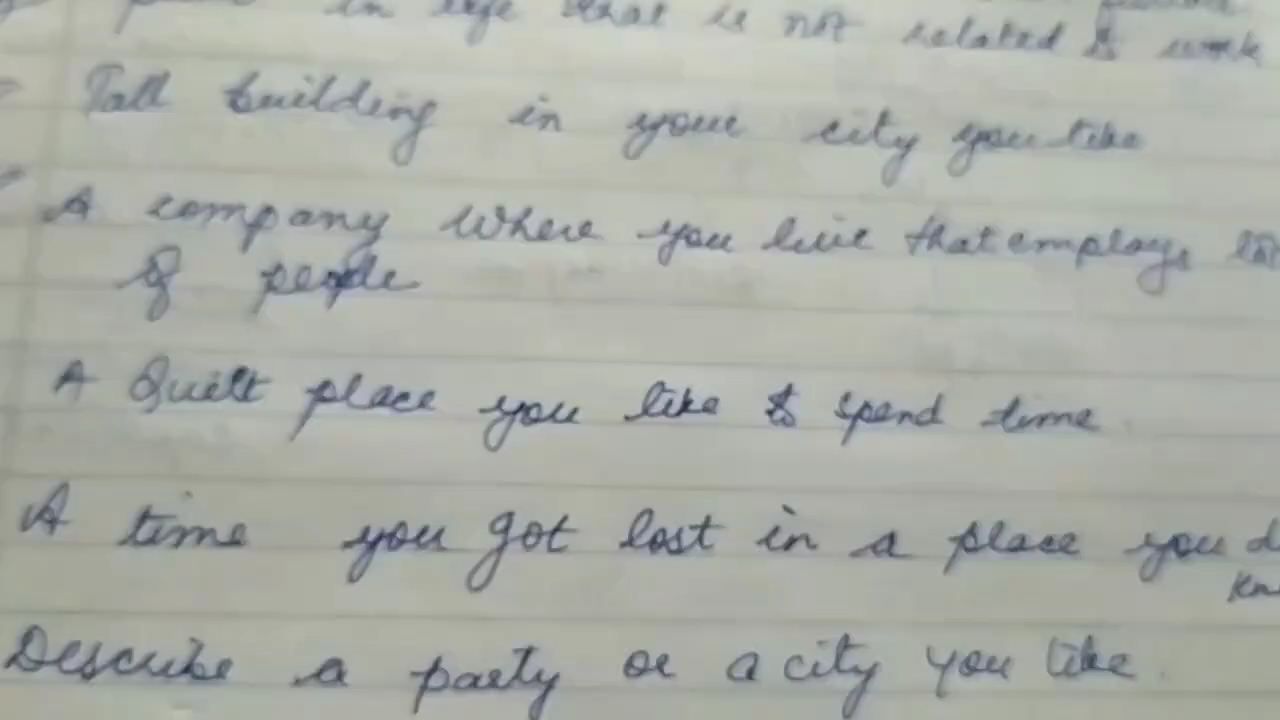 in life that is not related to work
Tall building in your city you like
A company where you live that employs lot
of people
A Quiet place you like to spend time
A time you got lost in a place you d
Kn
Describe a party or a city you like.